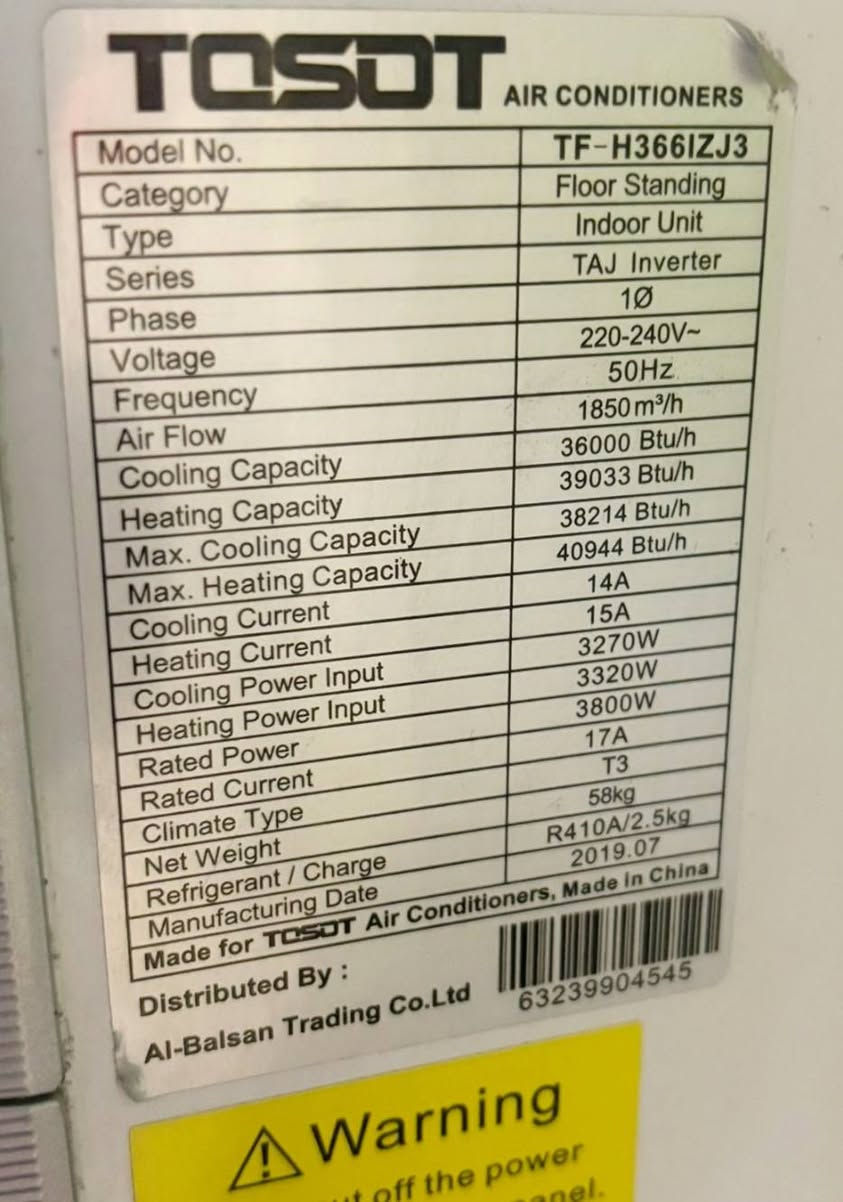 TOSOT AIR CONDITIONERS
Model No. TF-H366IZJ3
Category Floor Standing
Type Indoor Unit
Series TAJ Inverter
Phase 1Ø
Voltage 220-240V~
Frequency 50Hz
Air Flow 1850m³/h
Cooling Capacity 36000 Btu/h
Heating Capacity 39033 Btu/h
Max. Cooling Capacity 38214 Btu/h
Max. Heating Capacity 40944 Btu/h
Cooling Current 14A
Heating Current 15A
Cooling Power Input 3270W
Heating Power Input 3320W
Rated Power 3800W
Rated Current 17A
Climate Type T3
Net Weight 58kg
Refrigerant / Charge R410A/2.5kg
Manufacturing Date 2019.07
Made for TOSOT Air Conditioners, Made in China
Distributed By :
Al-Balsan Trading Co.Ltd
63239904545
Warning
off the power